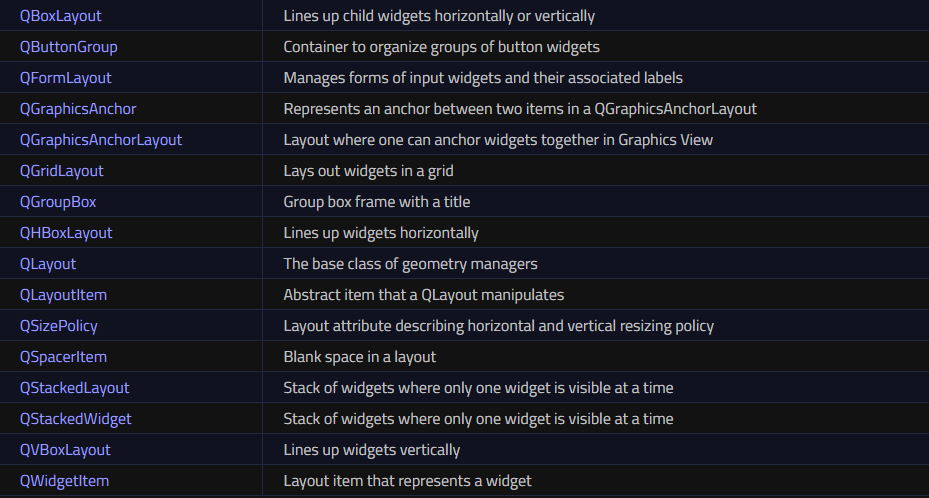 QBoxLayout Lines up child widgets horizontally or vertically
QButtonGroup Container to organize groups of button widgets
QFormLayout Manages forms of input widgets and their associated labels
QGraphicsAnchor Represents an anchor between two items in a QGraphicsAnchorLayout
QGraphicsAnchorLayout Layout where one can anchor widgets together in Graphics View
QGridLayout Lays out widgets in a grid
QGroupBox Group box frame with a title
QHBoxLayout Lines up widgets horizontally
QLayout The base class of geometry managers
QLayoutItem Abstract item that a QLayout manipulates
QSizePolicy Layout attribute describing horizontal and vertical resizing policy
QSpacerItem Blank space in a layout
QStackedLayout Stack of widgets where only one widget is visible at a time
QStackedWidget Stack of widgets where only one widget is visible at a time
QVBoxLayout Lines up widgets vertically
QWidgetItem Layout item that represents a widget